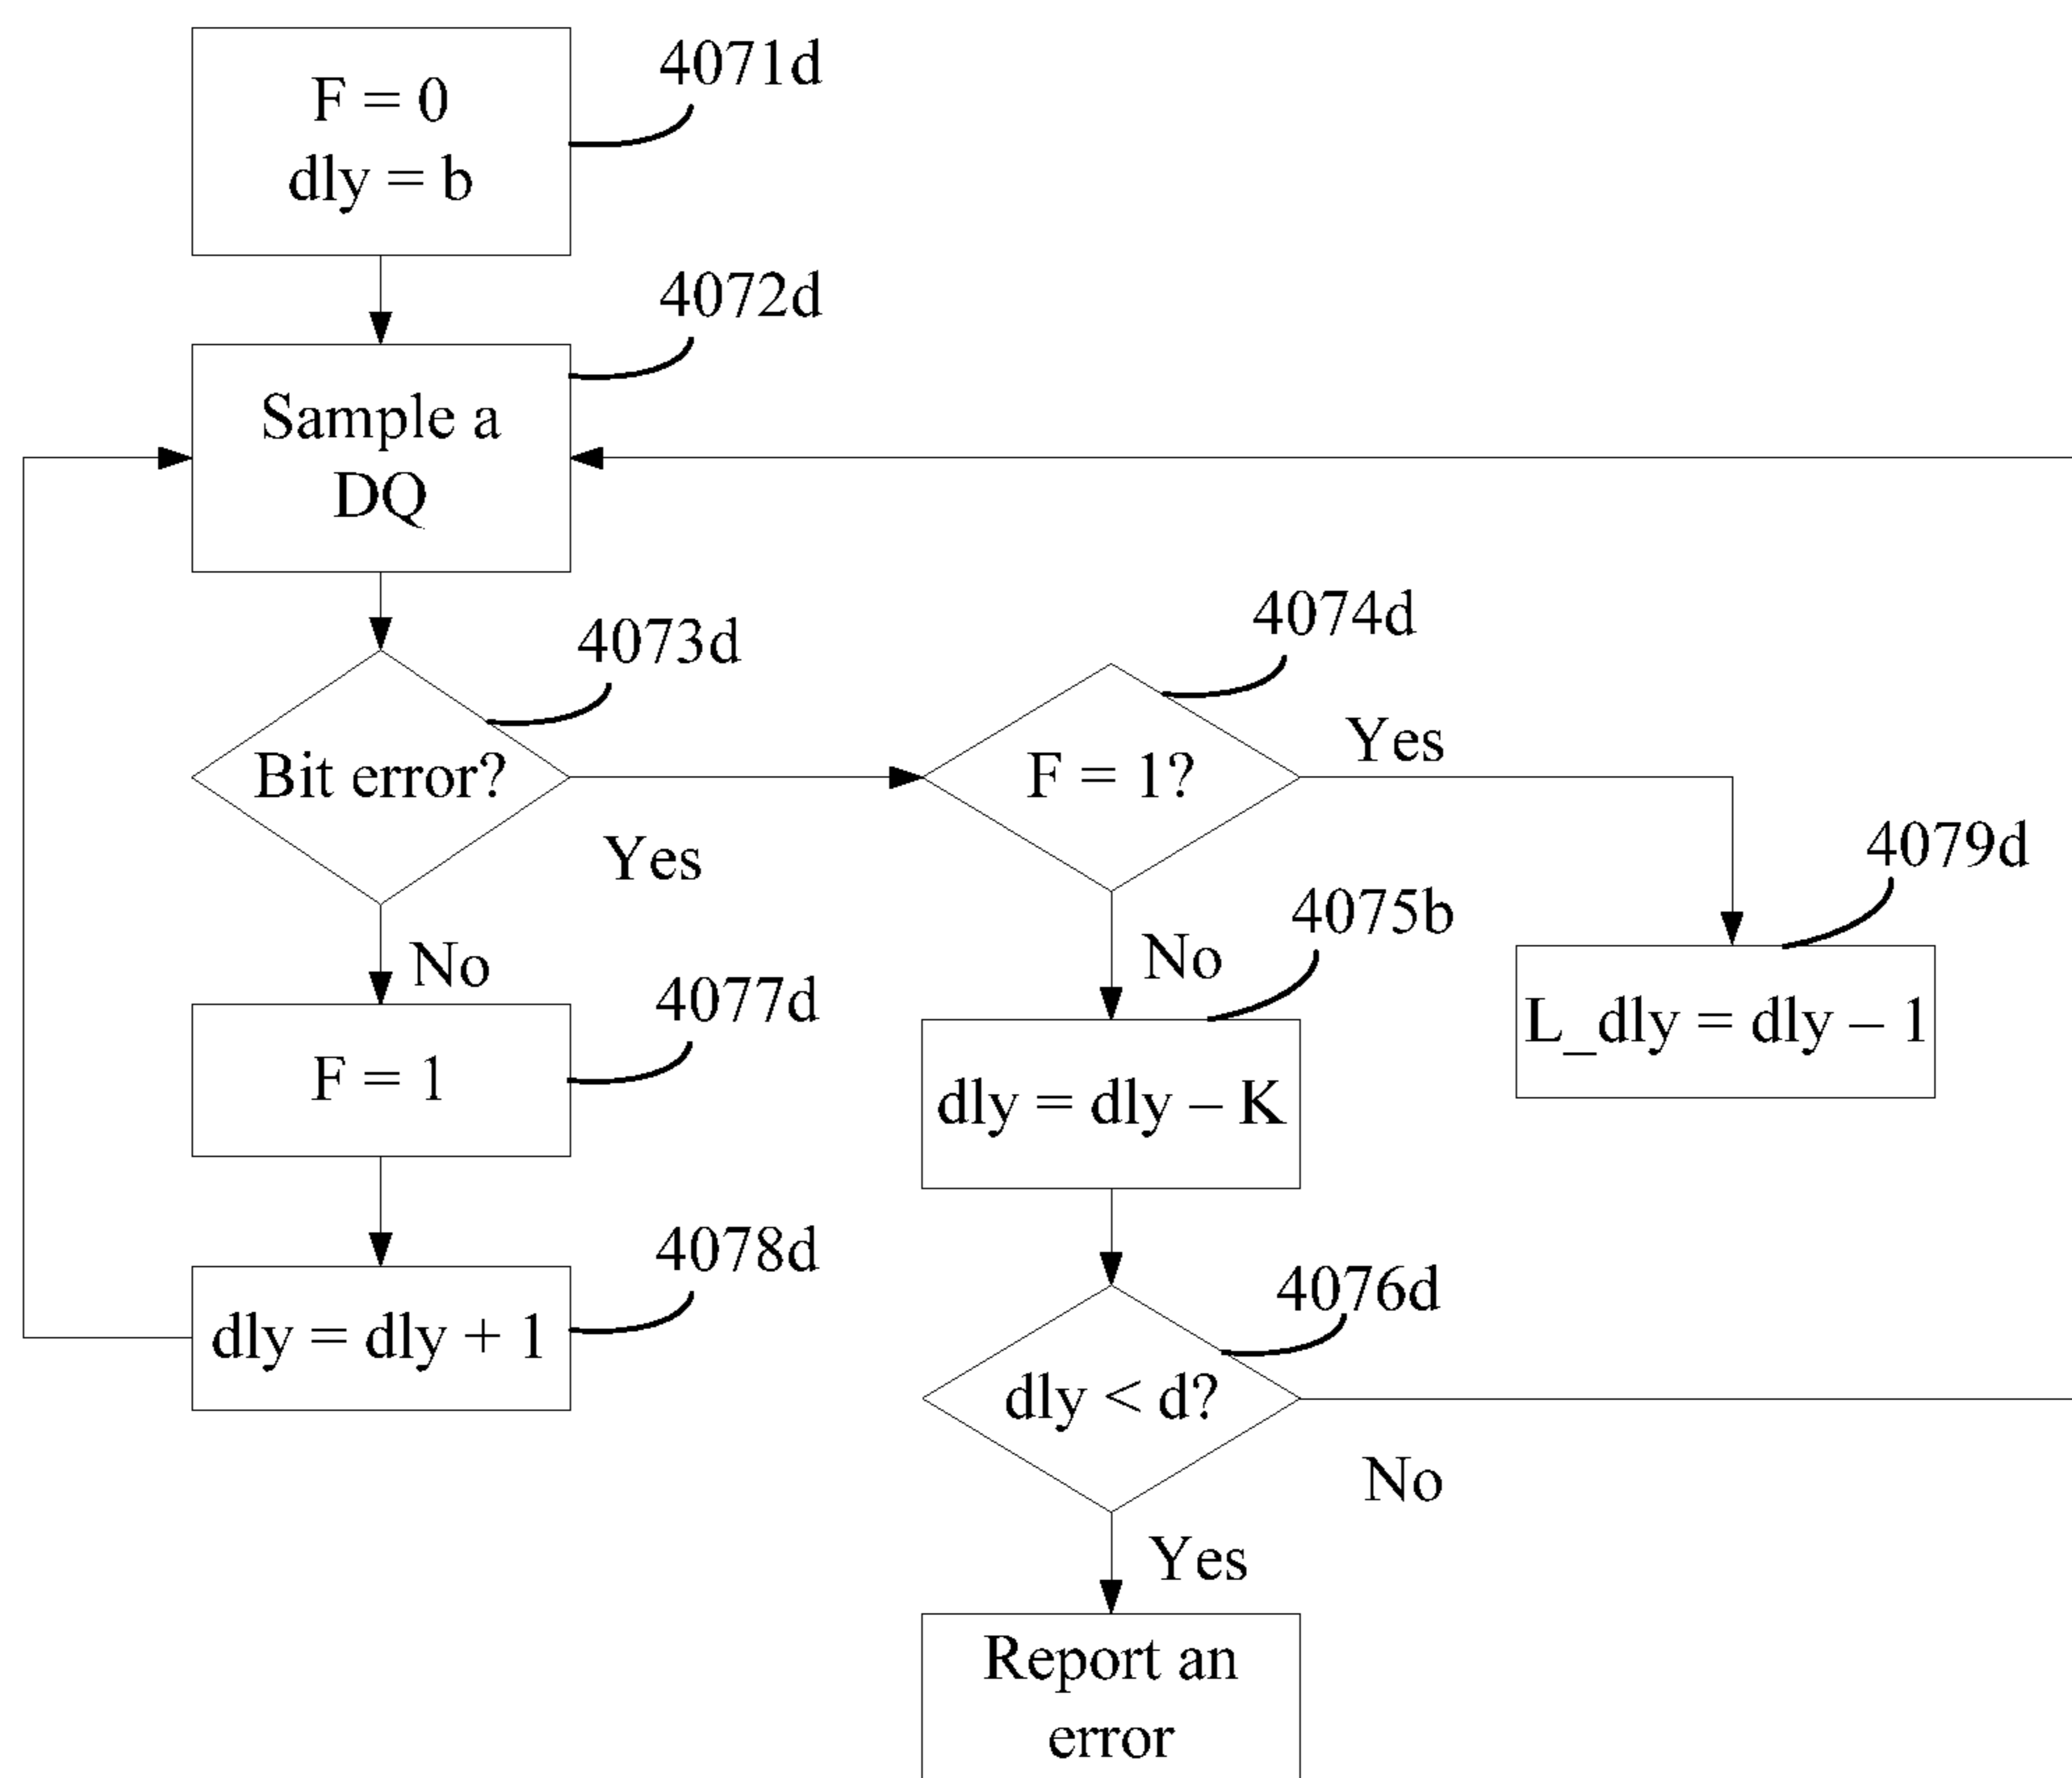 F = 0
dly = b
4071d
4072d
Sample a
DQ
4073d
Bit error?
Yes
4074d
F = 1?
Yes
4079d
L_dly = dly – 1
No
4077d
F = 1
No
4075b
dly = dly – K
4078d
dly = dly + 1
4076d
dly < d?
No
Yes
Report an
error